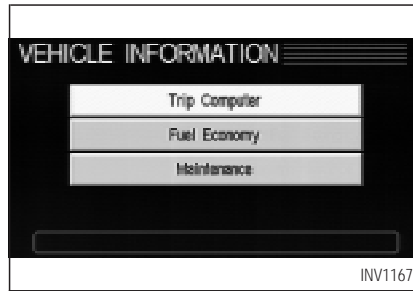 VEHICLE INFORMATION
Trip Computer
Fuel Economy
Maintenance
INV1167